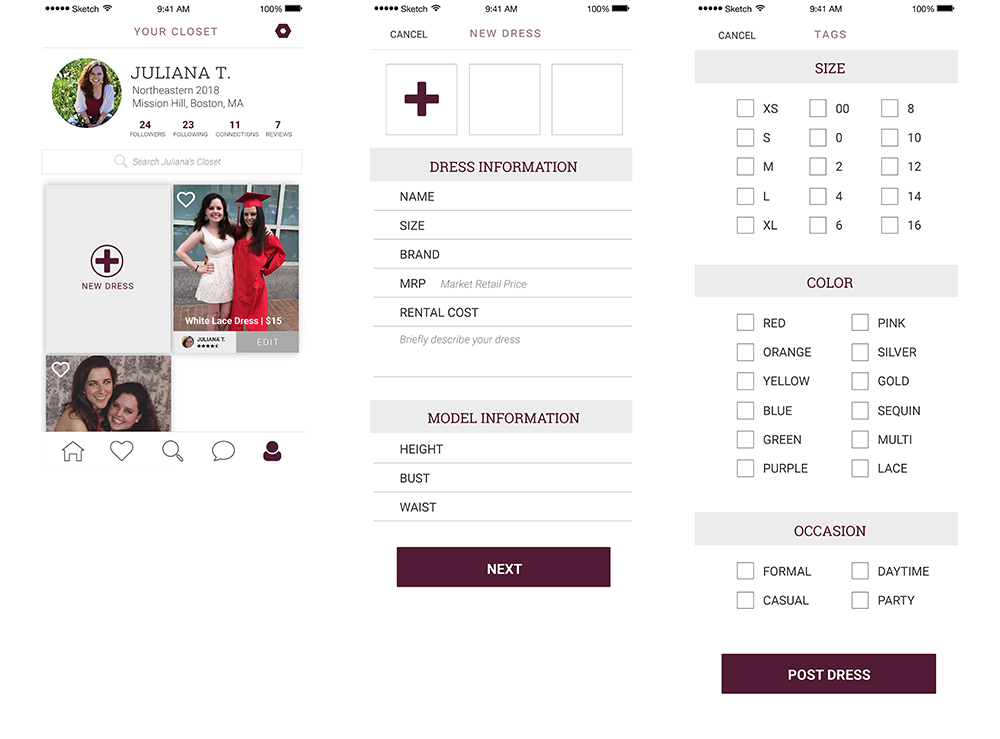 Sketch 9:41 AM 100%
YOUR CLOSET
JULIANA T.
Northeastern 2018
Mission Hill, Boston, MA
24 23 11 7
FOLLOWERS FOLLOWING CONNECTIONS REVIEWS
Search Juliana's Closet
NEW DRESS
White Lace Dress | $15
JULIANA T.
EDIT
Sketch 9:41 AM 100%
CANCEL NEW DRESS
DRESS INFORMATION
NAME
SIZE
BRAND
MRP Market Retail Price
RENTAL COST
Briefly describe your dress
MODEL INFORMATION
HEIGHT
BUST
WAIST
NEXT
Sketch 9:41 AM 100%
CANCEL TAGS
SIZE
XS 00 8
S 0 10
M 2 12
L 4 14
XL 6 16
COLOR
RED PINK
ORANGE SILVER
YELLOW GOLD
BLUE SEQUIN
GREEN MULTI
PURPLE LACE
OCCASION
FORMAL DAYTIME
CASUAL PARTY
POST DRESS